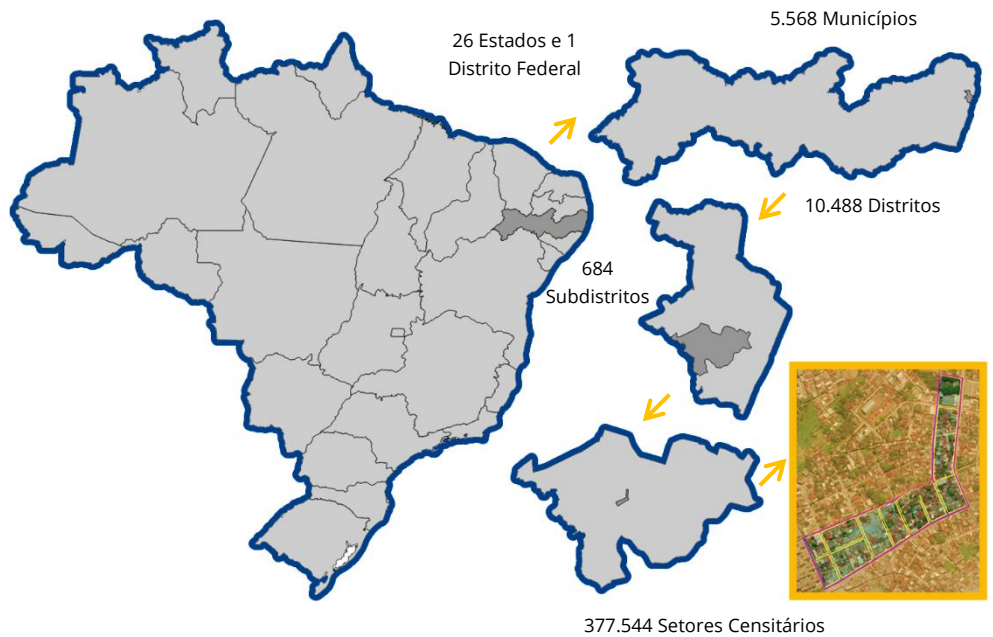 26 Estados e 1
Distrito Federal
5.568 Municípios
10.488 Distritos
684
Subdistritos
377.544 Setores Censitários